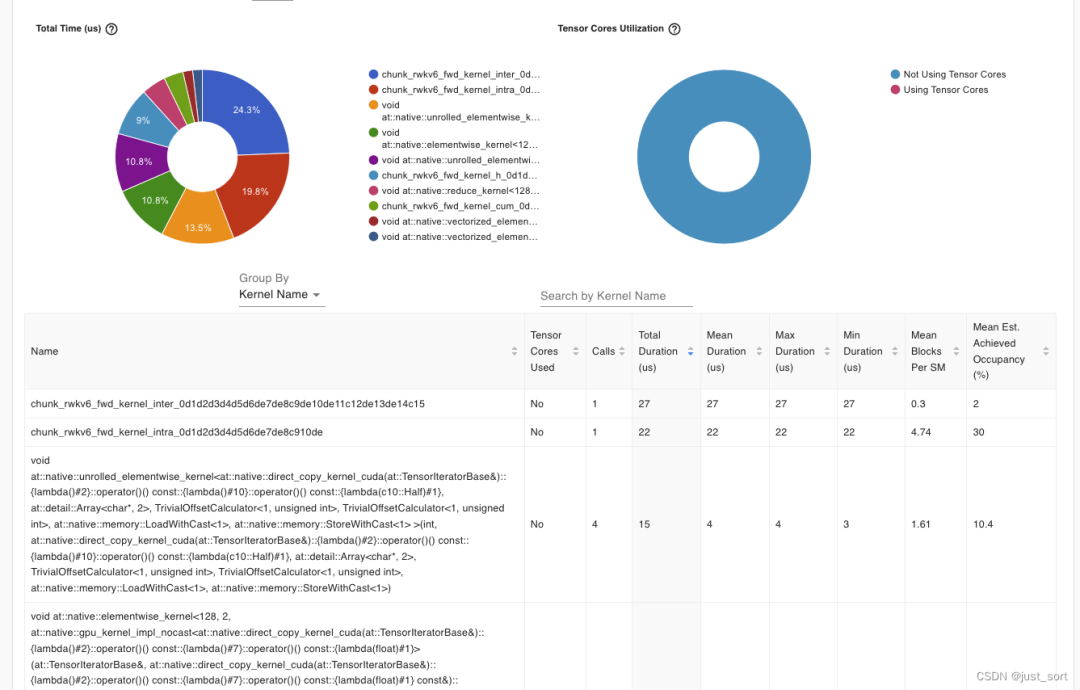 Total Time (us)
Tensor Cores Utilization
24.3%
19.8%
13.5%
10.8%
10.8%
9%
chunk_rwkv6_fwd_kernel_inter_0d...
chunk_rwkv6_fwd_kernel_intra_0d...
void
at::native::unrolled_elementwise_k...
void
at::native::elementwise_kernel<12...
void at::native::unrolled_elementwi...
chunk_rwkv6_fwd_kernel_h_0d1d...
void at::native::reduce_kernel<128...
chunk_rwkv6_fwd_kernel_cum_0d...
void at::native::vectorized_elemen...
void at::native::vectorized_elemen...
Not Using Tensor Cores
Using Tensor Cores
Group By
Kernel Name
Search by Kernel Name
Name
Tensor
Cores
Used
Calls
Total
Duration
(us)
Mean
Duration
(us)
Max
Duration
(us)
Min
Duration
(us)
Mean
Blocks
Per SM
Mean Est.
Achieved
Occupancy
(%)
chunk_rwkv6_fwd_kernel_inter_0d1d2d3d4d5d6de7de8c9de10de11c12de13de14c15 No 1 27 27 27 27 0.3 2
chunk_rwkv6_fwd_kernel_intra_0d1d2d3d4d5d6de7de8c910de No 1 22 22 22 22 4.74 30
void
at::native::unrolled_elementwise_kernel<at::native::direct_copy_kernel_cuda(at::TensorIteratorBase&)::
{lambda()#2}::operator()() const::{lambda()#10}::operator()() const::{lambda(c10::Half)#1},
at::detail::Array<char*, 2>, TrivialOffsetCalculator<1, unsigned int>, TrivialOffsetCalculator<1, unsigned
int>, at::native::memory::LoadWithCast<1>, at::native::memory::StoreWithCast<1> >(int,
at::native::direct_copy_kernel_cuda(at::TensorIteratorBase&)::{lambda()#2}::operator()() const::
{lambda()#10}::operator()() const::{lambda(c10::Half)#1}, at::detail::Array<char*, 2>,
TrivialOffsetCalculator<1, unsigned int>, TrivialOffsetCalculator<1, unsigned int>,
at::native::memory::LoadWithCast<1>, at::native::memory::StoreWithCast<1>)
No 4 15 4 4 3 1.61 10.4
void at::native::elementwise_kernel<128, 2,
at::native::gpu_kernel_impl_nocast<at::native::direct_copy_kernel_cuda(at::TensorIteratorBase&)::
{lambda()#2}::operator()() const::{lambda()#7}::operator()() const::{lambda(float)#1}>
(at::TensorIteratorBase&, at::native::direct_copy_kernel_cuda(at::TensorIteratorBase&)::
{lambda()#2}::operator()() const::{lambda()#7}::operator()() const::{lambda(float)#1} const&)::
CSDN @just_sort